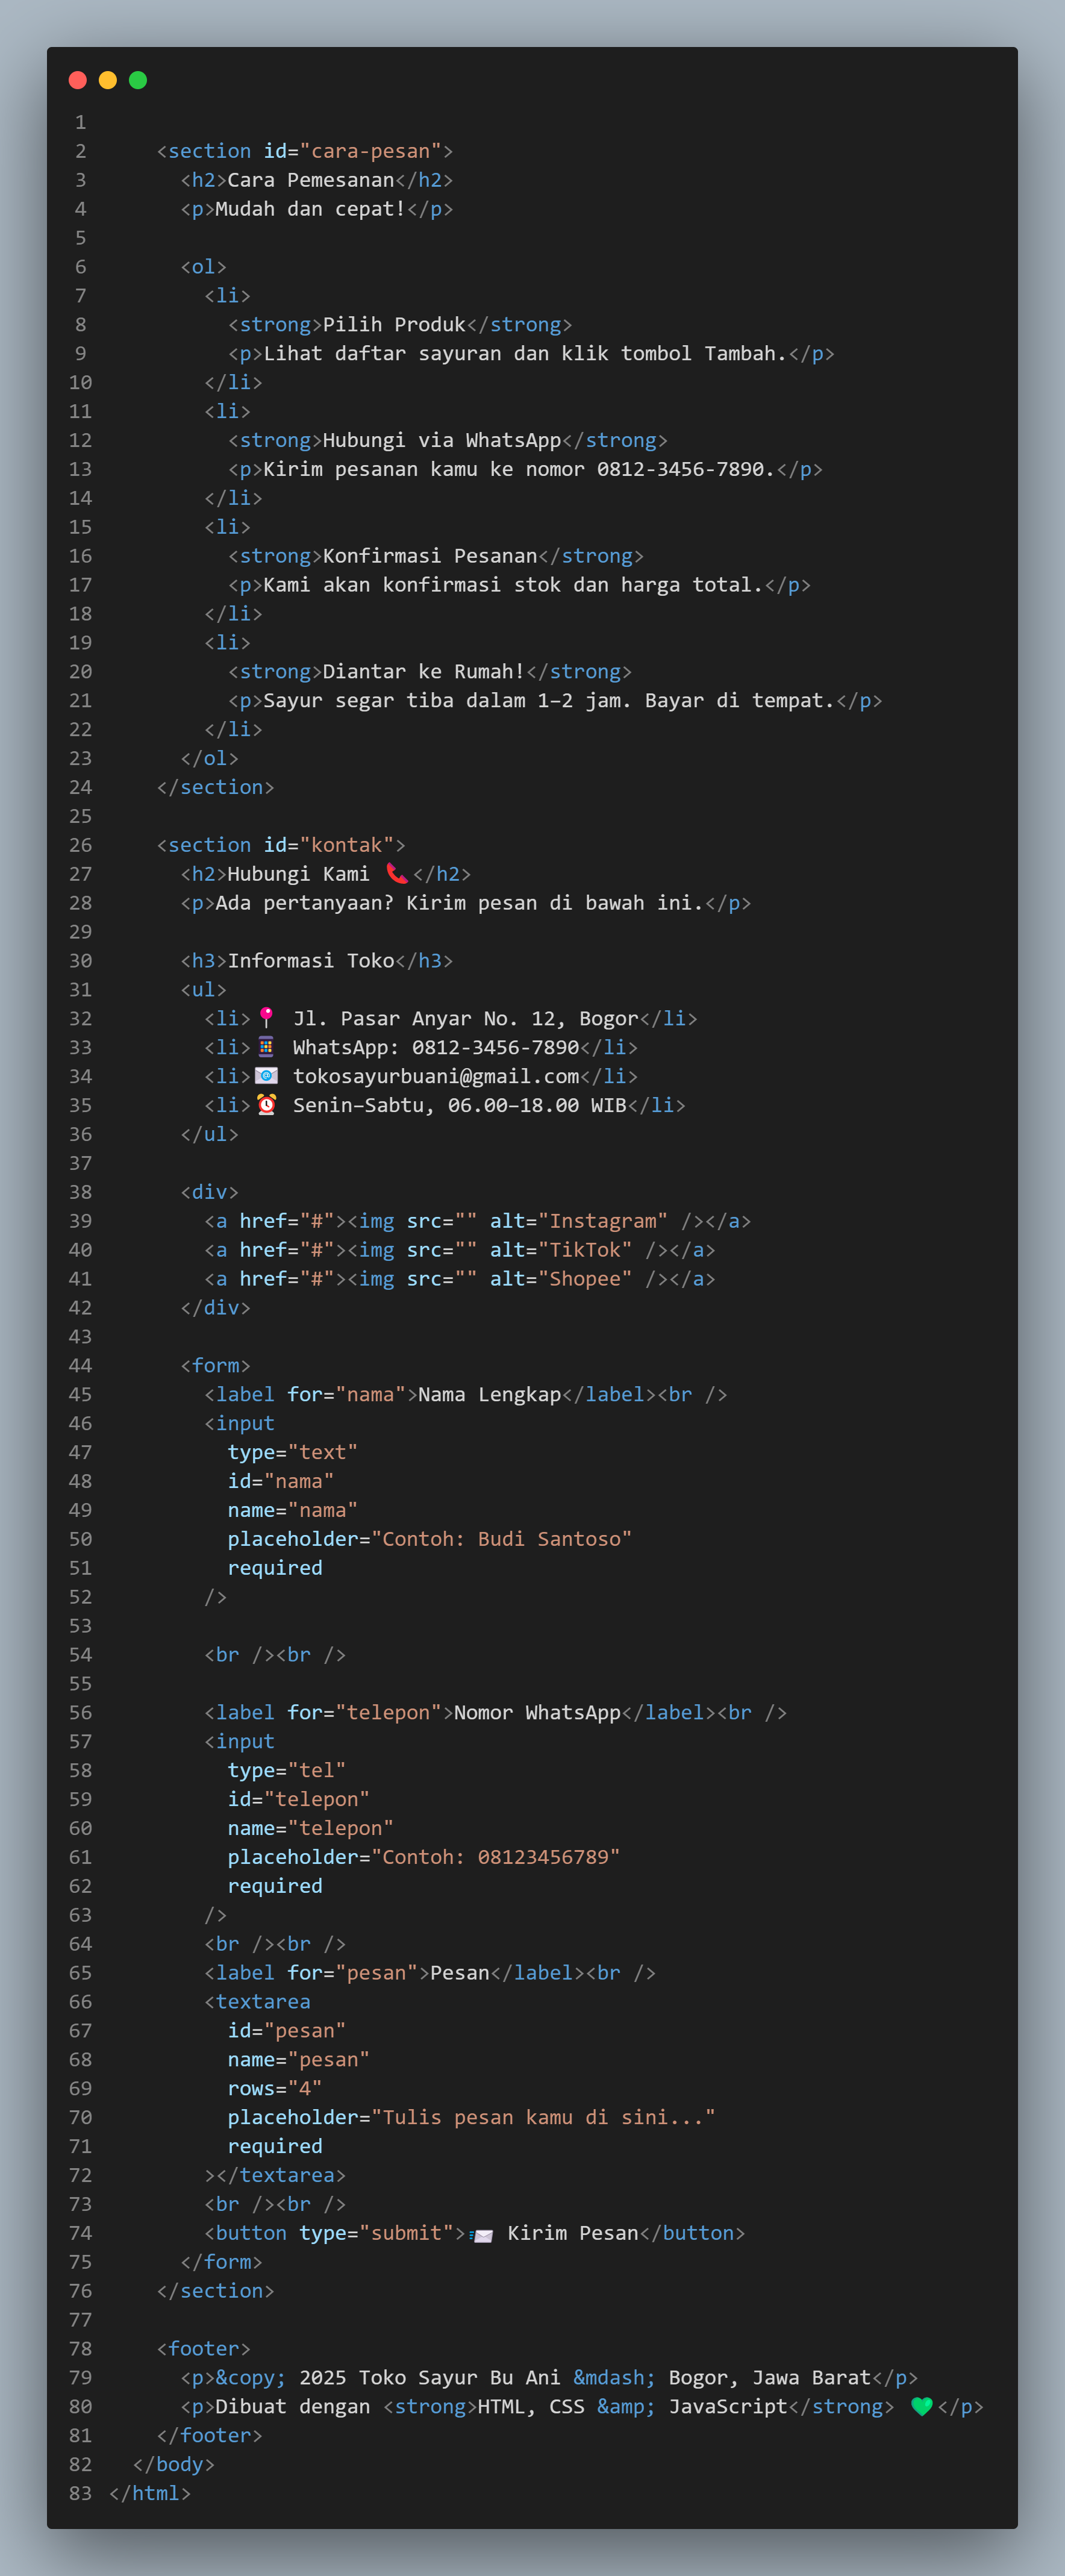 1
2     <section id="cara-pesan">
3       <h2>Cara Pemesanan</h2>
4       <p>Mudah dan cepat!</p>
5
6       <ol>
7         <li>
8           <strong>Pilih Produk</strong>
9           <p>Lihat daftar sayuran dan klik tombol Tambah.</p>
10         </li>
11         <li>
12           <strong>Hubungi via WhatsApp</strong>
13           <p>Kirim pesanan kamu ke nomor 0812-3456-7890.</p>
14         </li>
15         <li>
16           <strong>Konfirmasi Pesanan</strong>
17           <p>Kami akan konfirmasi stok dan harga total.</p>
18         </li>
19         <li>
20           <strong>Diantar ke Rumah!</strong>
21           <p>Sayur segar tiba dalam 1–2 jam. Bayar di tempat.</p>
22         </li>
23       </ol>
24     </section>
25
26     <section id="kontak">
27       <h2>Hubungi Kami 📞</h2>
28       <p>Ada pertanyaan? Kirim pesan di bawah ini.</p>
29
30       <h3>Informasi Toko</h3>
31       <ul>
32         <li>📍 Jl. Pasar Anyar No. 12, Bogor</li>
33         <li>📱 WhatsApp: 0812-3456-7890</li>
34         <li>📧 tokosayurbuani@gmail.com</li>
35         <li>⏰ Senin–Sabtu, 06.00–18.00 WIB</li>
36       </ul>
37
38       <div>
39         <a href="#"><img src="" alt="Instagram" /></a>
40         <a href="#"><img src="" alt="TikTok" /></a>
41         <a href="#"><img src="" alt="Shopee" /></a>
42       </div>
43
44       <form>
45         <label for="nama">Nama Lengkap</label><br />
46         <input
47           type="text"
48           id="nama"
49           name="nama"
50           placeholder="Contoh: Budi Santoso"
51           required
52         />
53
54         <br /><br />
55
56         <label for="telepon">Nomor WhatsApp</label><br />
57         <input
58           type="tel"
59           id="telepon"
60           name="telepon"
61           placeholder="Contoh: 08123456789"
62           required
63         />
64         <br /><br />
65         <label for="pesan">Pesan</label><br />
66         <textarea
67           id="pesan"
68           name="pesan"
69           rows="4"
70           placeholder="Tulis pesan kamu di sini..."
71           required
72         ></textarea>
73         <br /><br />
74         <button type="submit">📨 Kirim Pesan</button>
75       </form>
76     </section>
77
78     <footer>
79       <p>&copy; 2025 Toko Sayur Bu Ani &mdash; Bogor, Jawa Barat</p>
80       <p>Dibuat dengan <strong>HTML, CSS &amp; JavaScript</strong> 💚</p>
81     </footer>
82   </body>
83 </html>